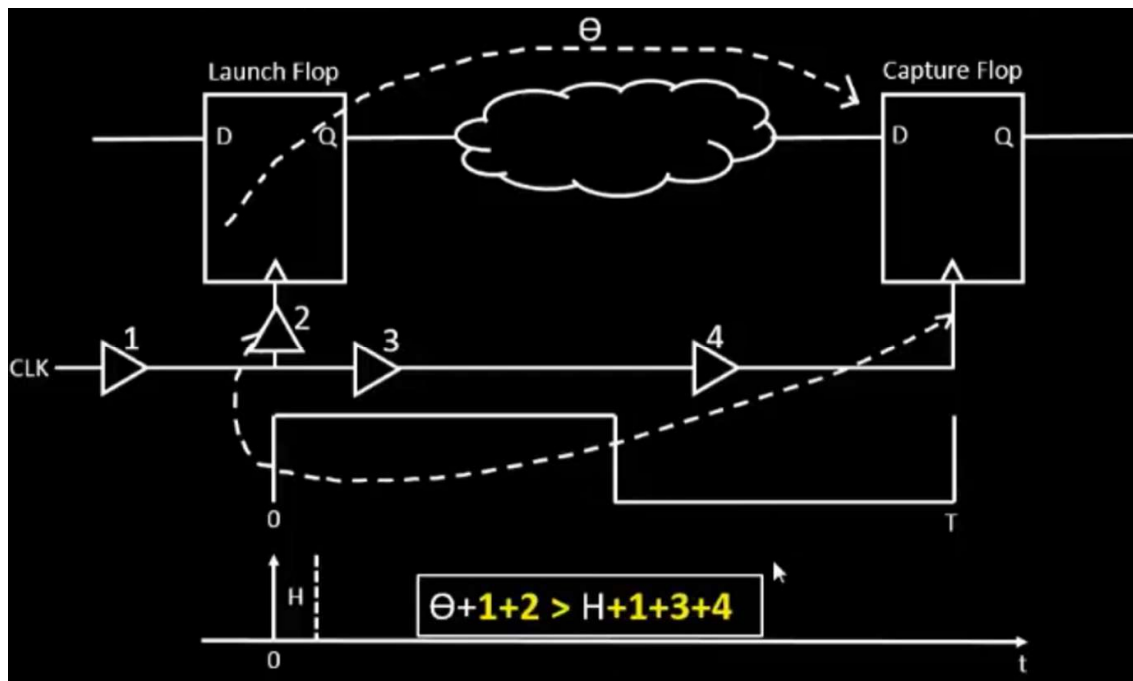 Ɵ
Launch Flop
Capture Flop
D
Q
D
Q
1
2
3
4
CLK
0
T
H
Ɵ+1+2 > H+1+3+4
0
t